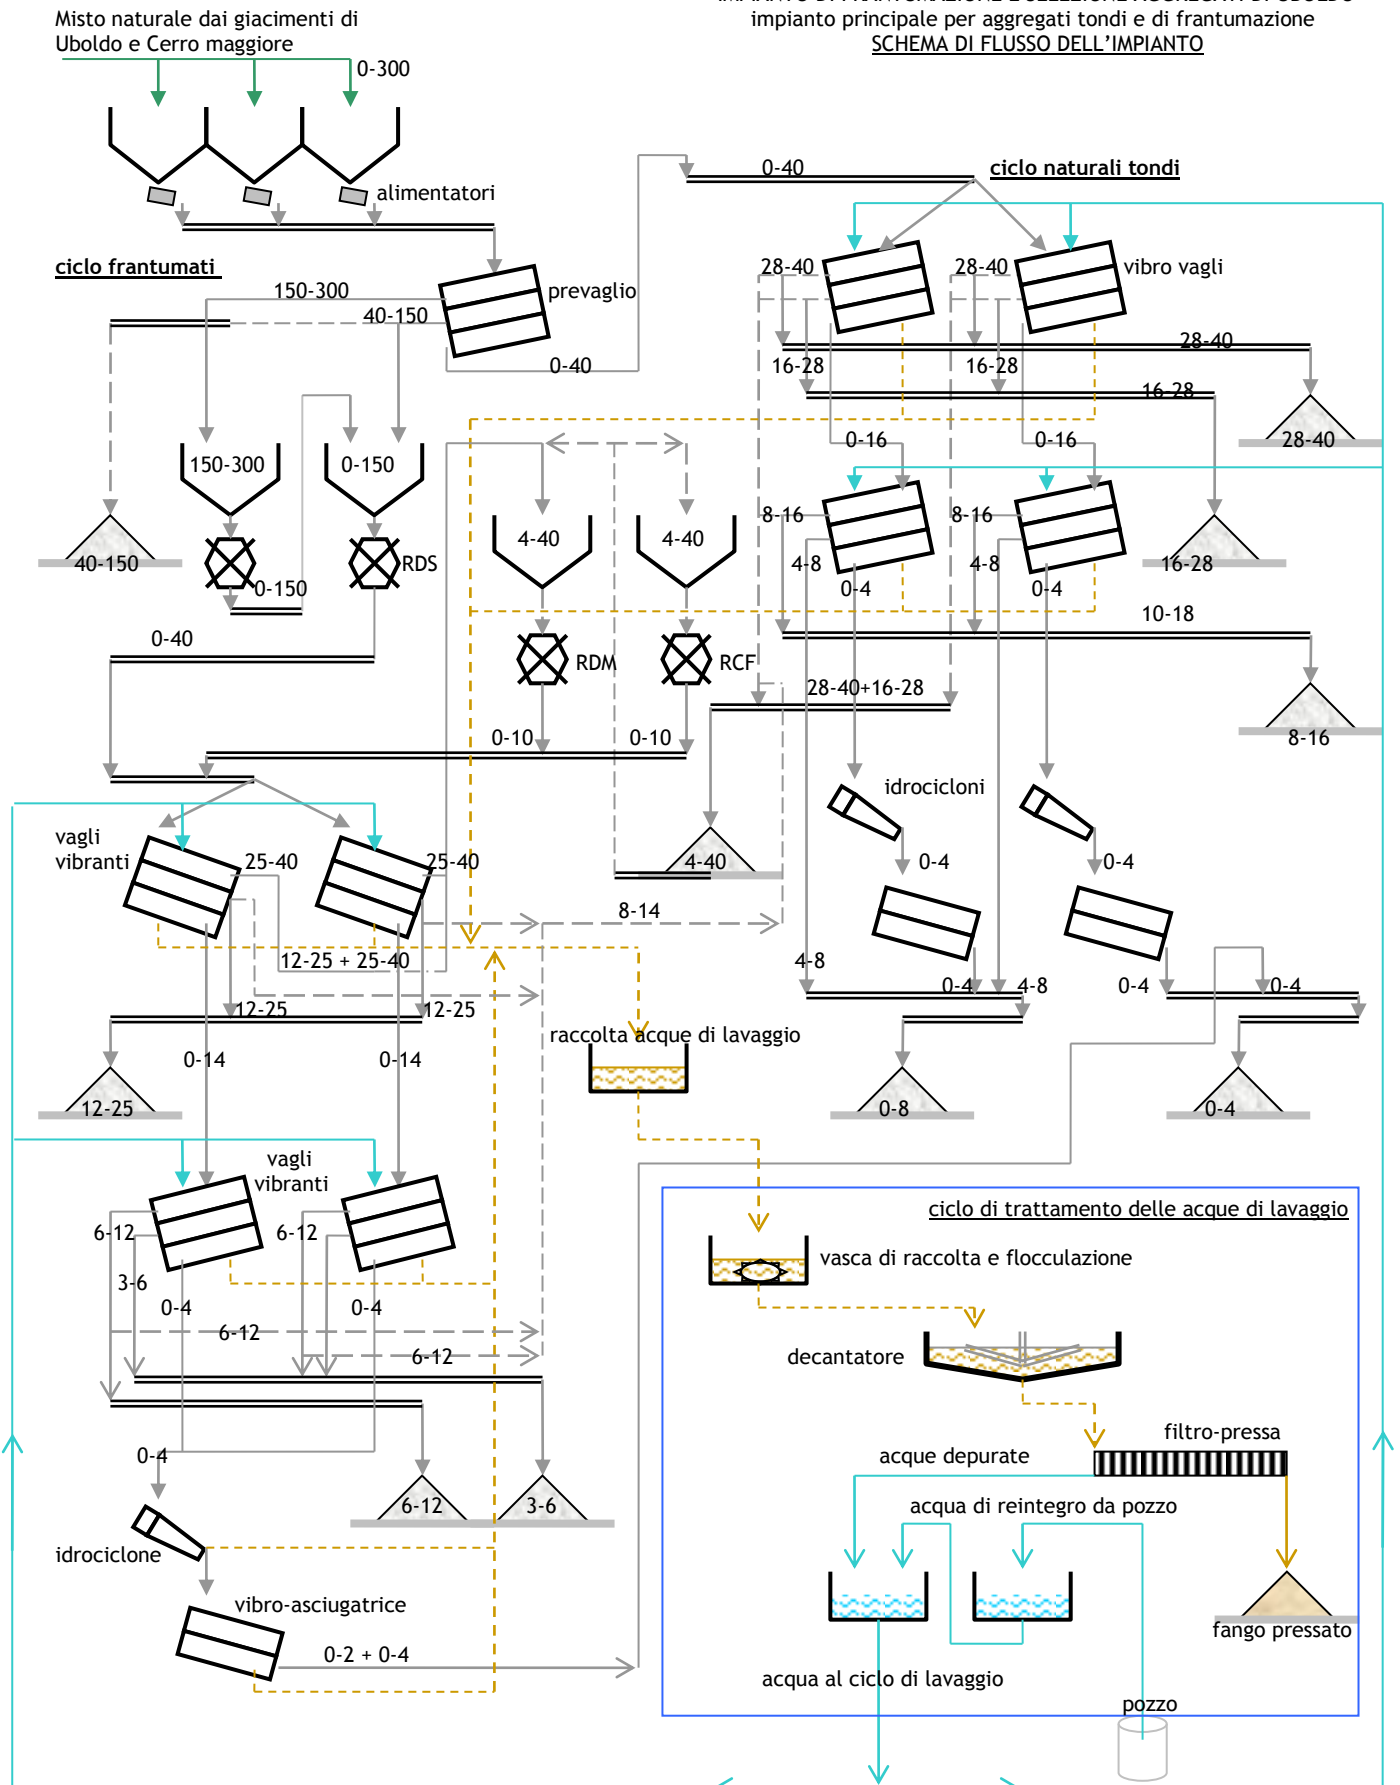 Misto naturale dai giacimenti di
Uboldo e Cerro maggiore
impianto principale per aggregati tondi e di frantumazione
SCHEMA DI FLUSSO DELL'IMPIANTO
0-300
alimentatori
0-40
ciclo naturali tondi
ciclo frantumati
150-300
40-150
prevaglio
0-40
28-40
28-40
vibro vagli
28-40
16-28
16-28
16-28
28-40
0-16
0-16
150-300
0-150
4-40
4-40
8-16
8-16
4-8
4-8
0-4
0-4
16-28
40-150
RDS
0-150
10-18
0-40
RDM
RCF
28-40+16-28
0-10
0-10
8-16
idrocicloni
vagli
vibranti
25-40
25-40
4-40
0-4
0-4
8-14
12-25 + 25-40
4-8
0-4
4-8
0-4
0-4
12-25
12-25
raccolta acque di lavaggio
0-14
0-14
12-25
0-8
0-4
vagli
vibranti
ciclo di trattamento delle acque di lavaggio
6-12
6-12
vasca di raccolta e flocculazione
3-6
0-4
0-4
6-12
6-12
decantatore
filtro-pressa
0-4
acque depurate
6-12
3-6
acqua di reintegro da pozzo
idrociclone
vibro-asciugatrice
fango pressato
0-2 + 0-4
acqua al ciclo di lavaggio
pozzo